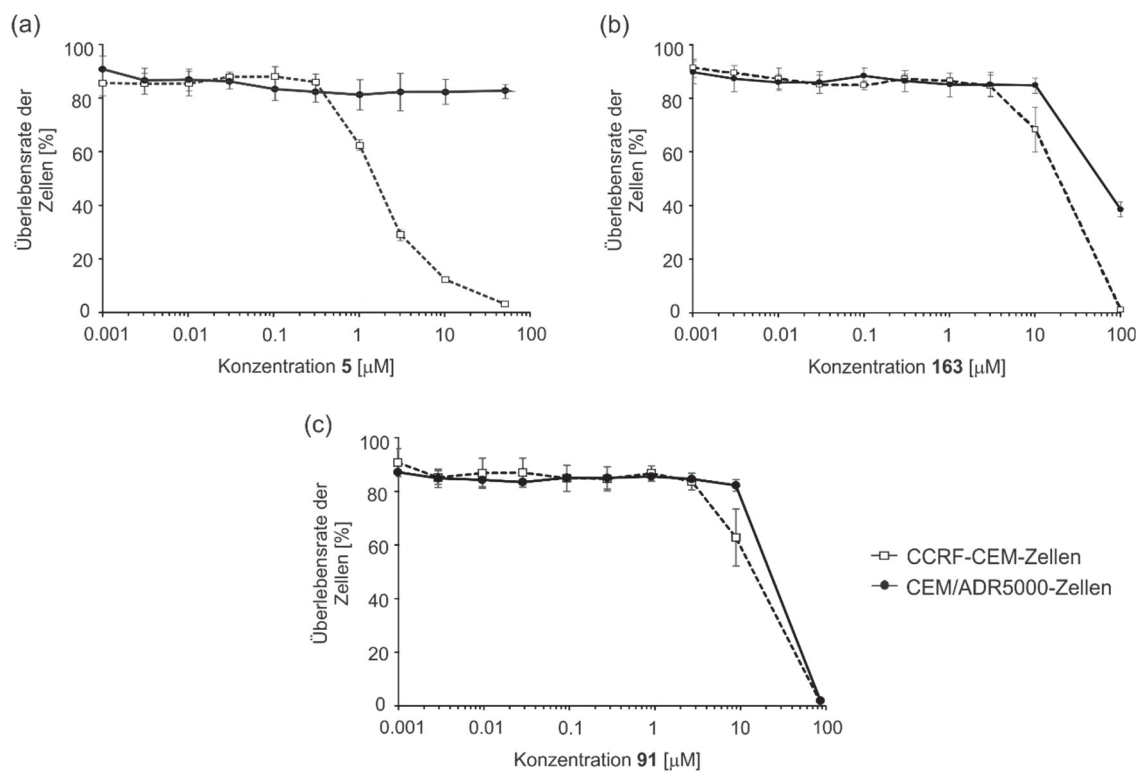 (a)
100
80
60
40
20
0
Überlebensrate der
Zellen [%]
0.001
0.01
0.1
1
10
100
Konzentration 5 [µM]
(b)
100
80
60
40
20
0
Überlebensrate der
Zellen [%]
0.001
0.01
0.1
1
10
100
Konzentration 163 [µM]
(c)
100
80
60
40
20
0
Überlebensrate der
Zellen [%]
0.001
0.01
0.1
1
10
100
Konzentration 91 [µM]
CCRF-CEM-Zellen
CEM/ADR5000-Zellen